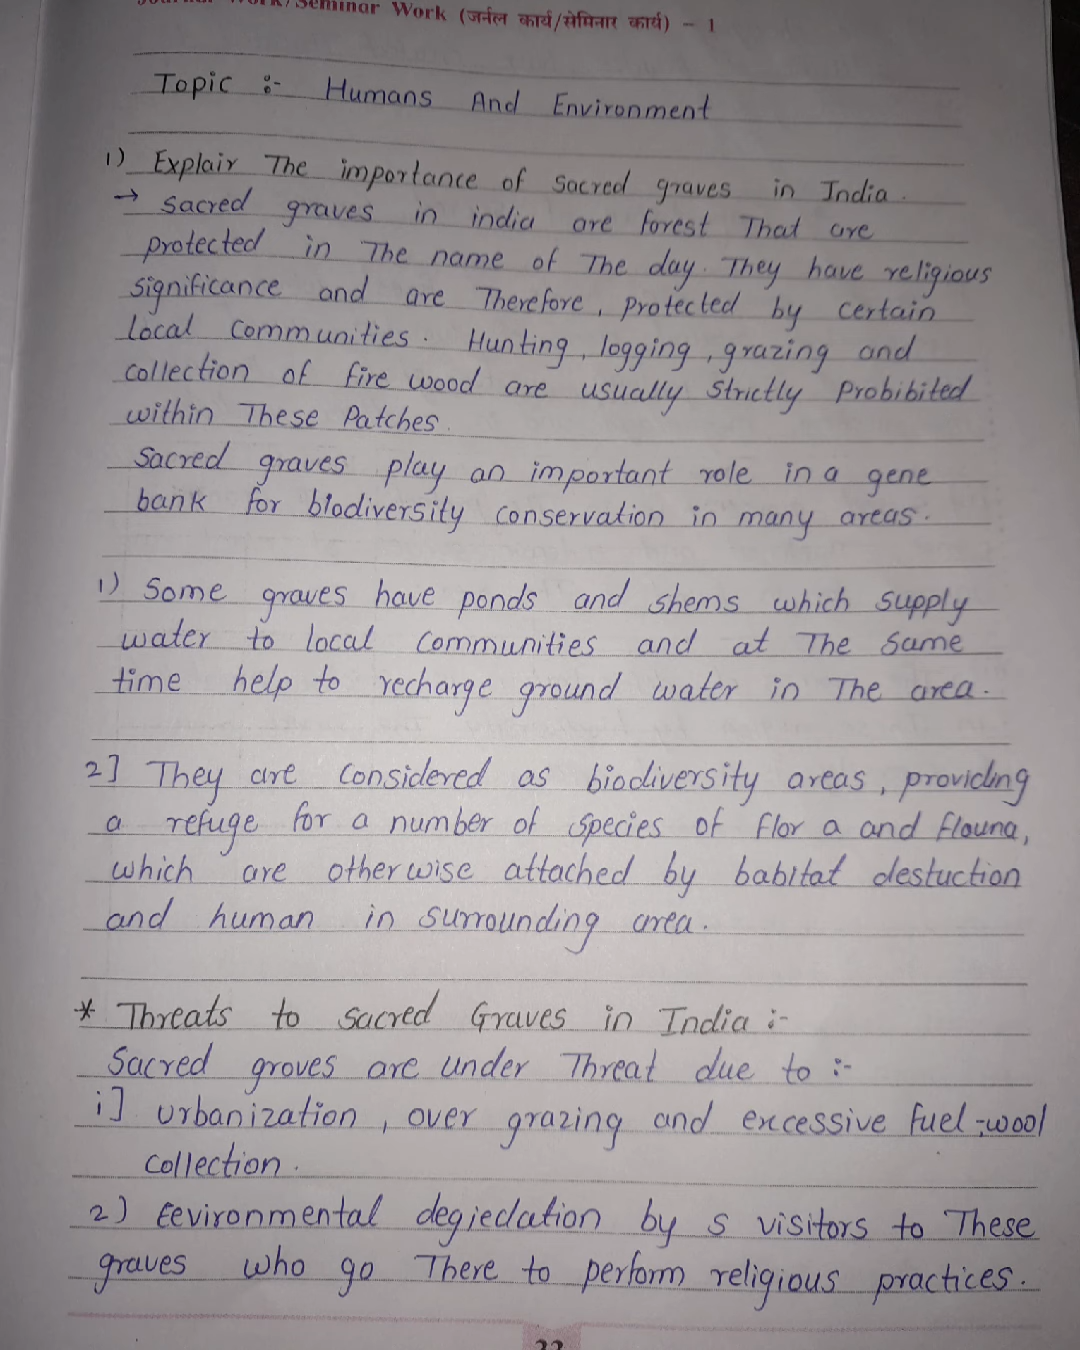 Journal Work/Seminar Work (जर्नल कार्य/सेमिनार कार्य) – 1
Topic :- Humans And Environment
1) Explair The importance of sacred graves in India.
→ sacred graves in india are forest That are
protected in The name of The day. They have religious
significance and are Therefore, protected by certain
local communities. Hunting, logging, grazing and
collection of fire wood are usually strictly Probibited
within These Patches.
Sacred graves play an important role in a gene
bank for biodiversity conservation in many areas.
1) Some graves have ponds and shems which supply
water to local communities and at The same
time help to recharge ground water in The area.
2] They are considered as biodiversity areas, providing
a refuge for a number of species of flor a and flouna,
which are otherwise attached by babitat destuction
and human in surrounding area.
* Threats to sacred Graves in India :-
Sacred groves are under Threat due to :-
i] urbanization, over grazing and excessive fuel-wool
collection.
2) Eevironmental degiedation by s visitors to These
graves who go There to perform religious practices.